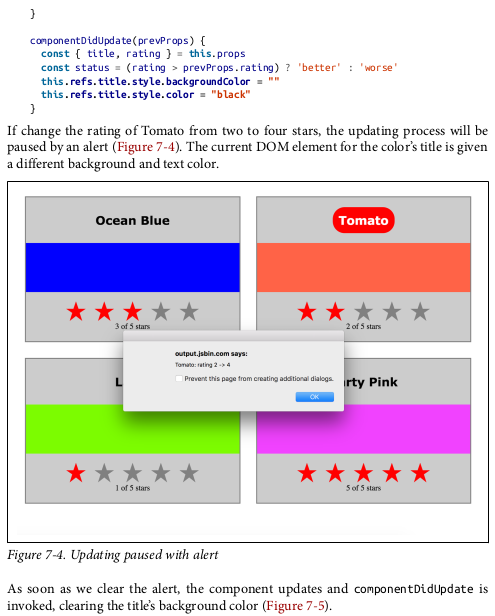 }
componentDidUpdate(prevProps) {
const { title, rating } = this.props
const status = (rating > prevProps.rating) ? 'better' : 'worse'
this.refs.title.style.backgroundColor = ""
this.refs.title.style.color = "black"
}
If change the rating of Tomato from two to four stars, the updating process will be
paused by an alert (Figure 7-4). The current DOM element for the color's title is given
a different background and text color.
Ocean Blue
Tomato
3 of 5 stars
2 of 5 stars
output.jsbin.com says:
Tomato: rating 2 -> 4
Prevent this page from creating additional dialogs.
OK
L
arty Pink
1 of 5 stars
5 of 5 stars
Figure 7-4. Updating paused with alert
As soon as we clear the alert, the component updates and componentDidUpdate is
invoked, clearing the title's background color (Figure 7-5).